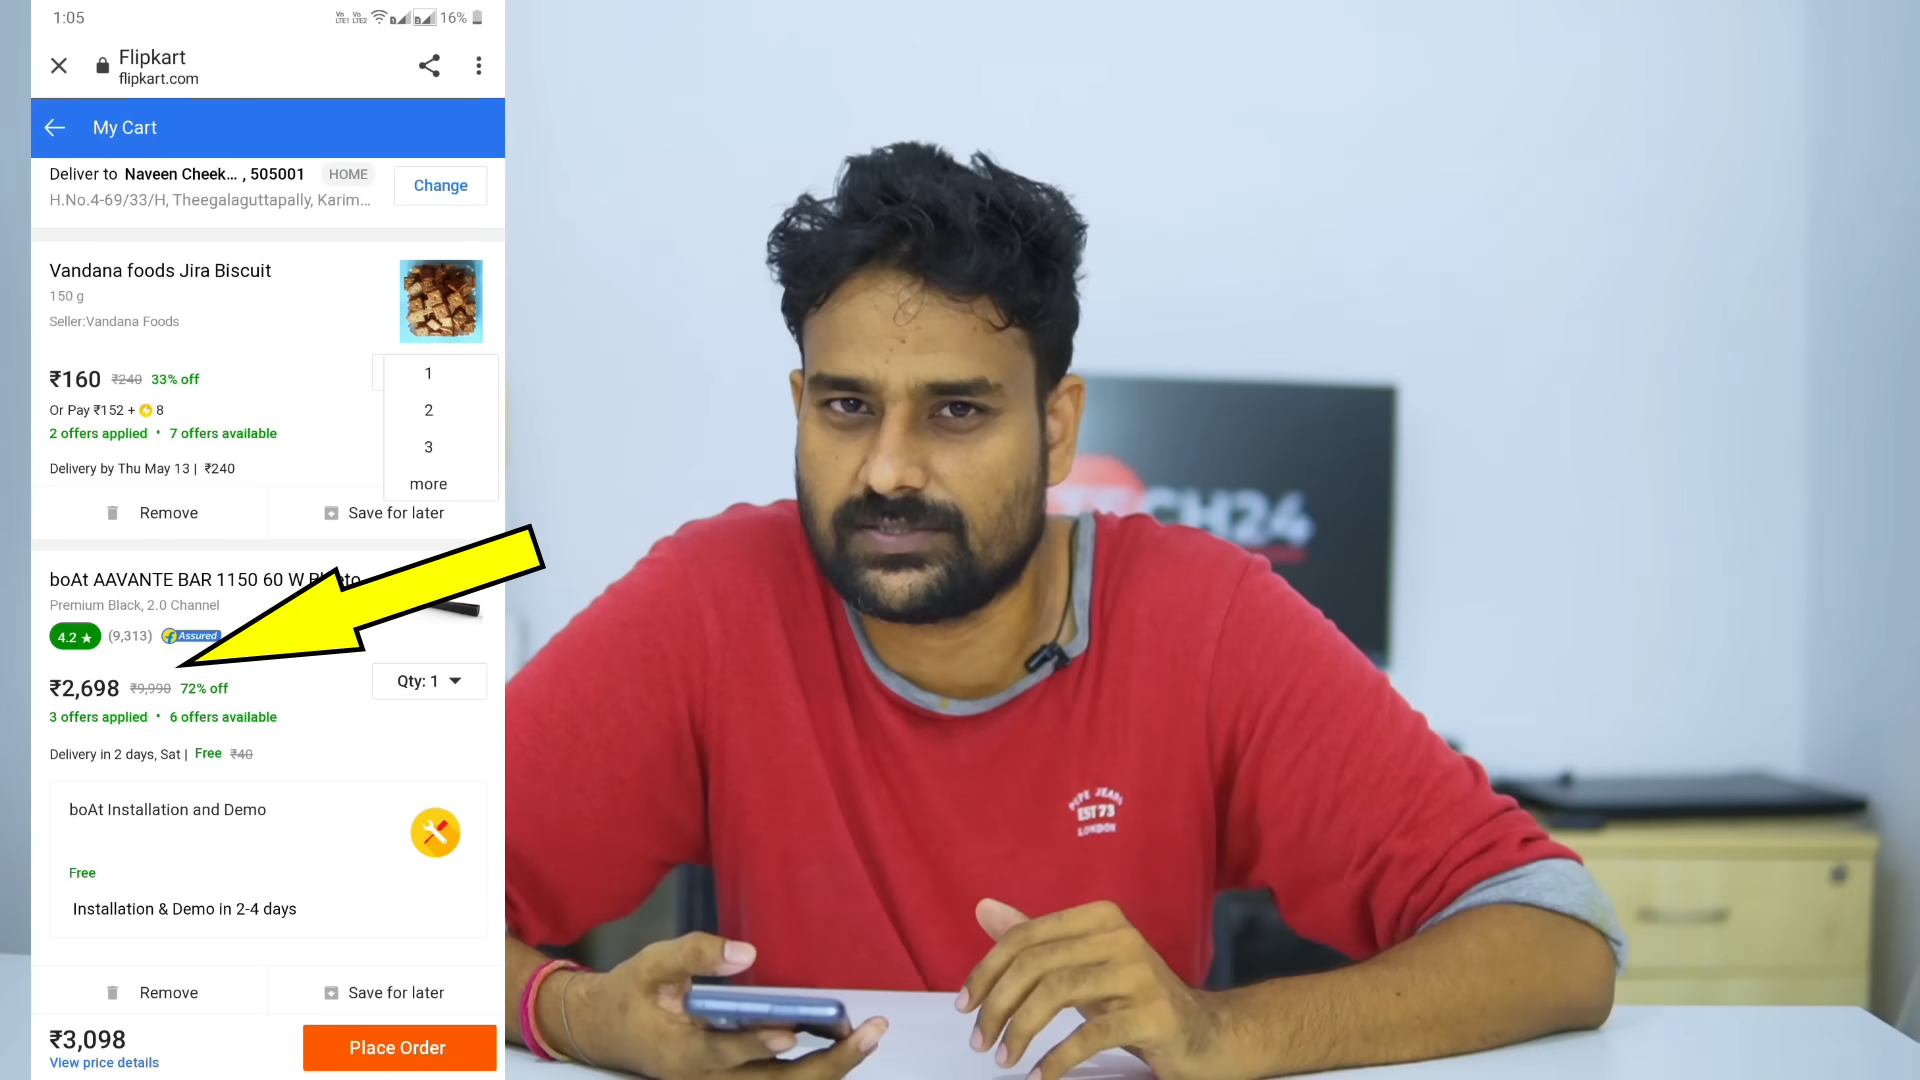 1:05
Vo LTE1 Vo LTE2 16%
Flipkart
flipkart.com
My Cart
Deliver to Naveen Cheek... , 505001 HOME
Change
H.No.4-69/33/H, Theegalaguttapally, Karim...
Vandana foods Jira Biscuit
150 g
Seller:Vandana Foods
₹160 ₹240 33% off
Or Pay ₹152 + 8
2 offers applied • 7 offers available
Delivery by Thu May 13 | ₹240
1
2
3
more
Remove
Save for later
boAt AAVANTE BAR 1150 60 W
Premium Black, 2.0 Channel
4.2 ★ (9,313) f Assured
₹2,698 ₹9,990 72% off
Qty: 1
3 offers applied • 6 offers available
Delivery in 2 days, Sat | Free ₹40
boAt Installation and Demo
Free
Installation & Demo in 2-4 days
Remove
Save for later
₹3,098
View price details
Place Order
PEPE JEANS
EST 73
LONDON
TECH24